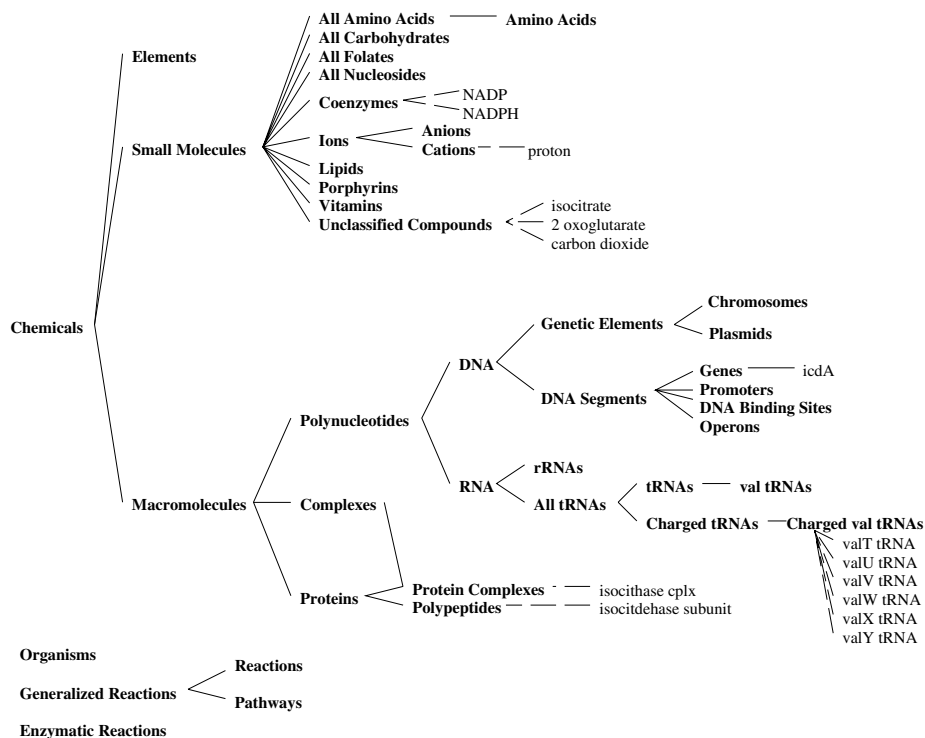 All Amino Acids
Amino Acids
All Carbohydrates
Elements
All Folates
All Nucleosides
Coenzymes
NADP
NADPH
Ions
Anions
Small Molecules
Cations
proton
Lipids
Porphyrins
Vitamins
Unclassified Compounds
isocitrate
2 oxoglutarate
carbon dioxide
Chemicals
Genetic Elements
Chromosomes
Plasmids
DNA
DNA Segments
Genes
icdA
Promoters
DNA Binding Sites
Operons
Polynucleotides
RNA
rRNAs
All tRNAs
tRNAs
val tRNAs
Charged tRNAs
Charged val tRNAs
valT tRNA
valU tRNA
valV tRNA
valW tRNA
valX tRNA
valY tRNA
Macromolecules
Complexes
Proteins
Protein Complexes
isocithase cplx
Polypeptides
isocitdehase subunit
Organisms
Generalized Reactions
Reactions
Pathways
Enzymatic Reactions